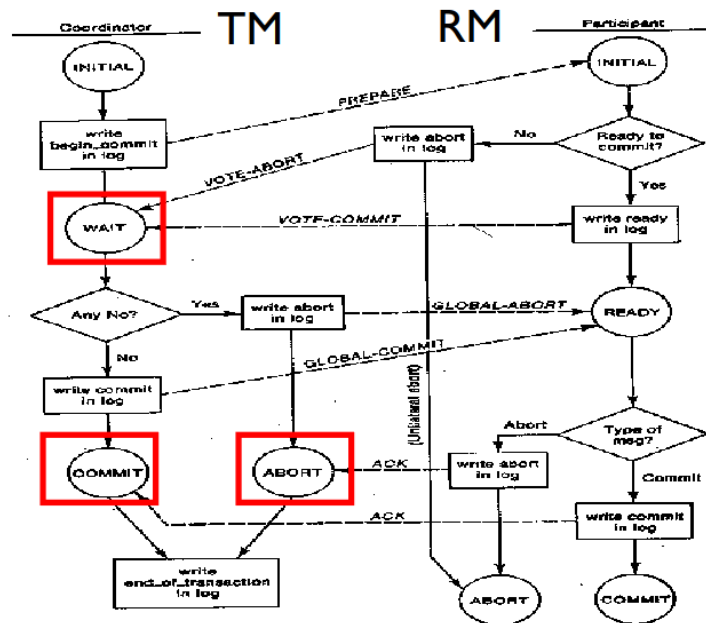 Coordinator
TM
RM
Participant
INITIAL
INITIAL
PREPARE
write
begin_commit
in log
write abort
in log
No
Ready to
commit?
VOTE-ABORT
Yes
WAIT
VOTE-COMMIT
write ready
in log
Any No?
Yes
write abort
in log
GLOBAL-ABORT
READY
No
GLOBAL-COMMIT
write commit
in log
(Unilateral abort)
Abort
Type of
msg?
COMMIT
ABORT
ACK
write abort
in log
Commit
ACK
write commit
in log
write
end_of_transaction
in log
ABORT
COMMIT